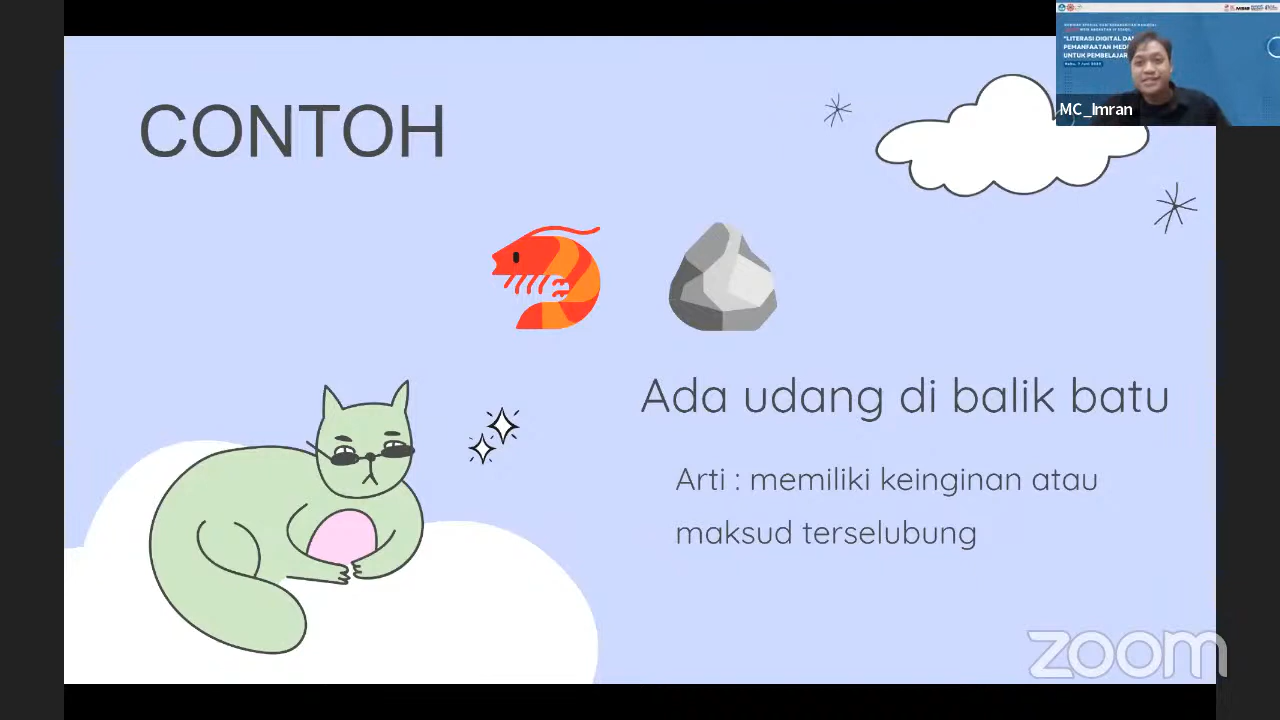 CONTOH
Ada udang di balik batu
Arti : memiliki keinginan atau
maksud terselubung
"LITERASI DIGITAL DAN
PEMANFAATAN MEDI
UNTUK PEMBELAJAR
MC_Imran
zoom